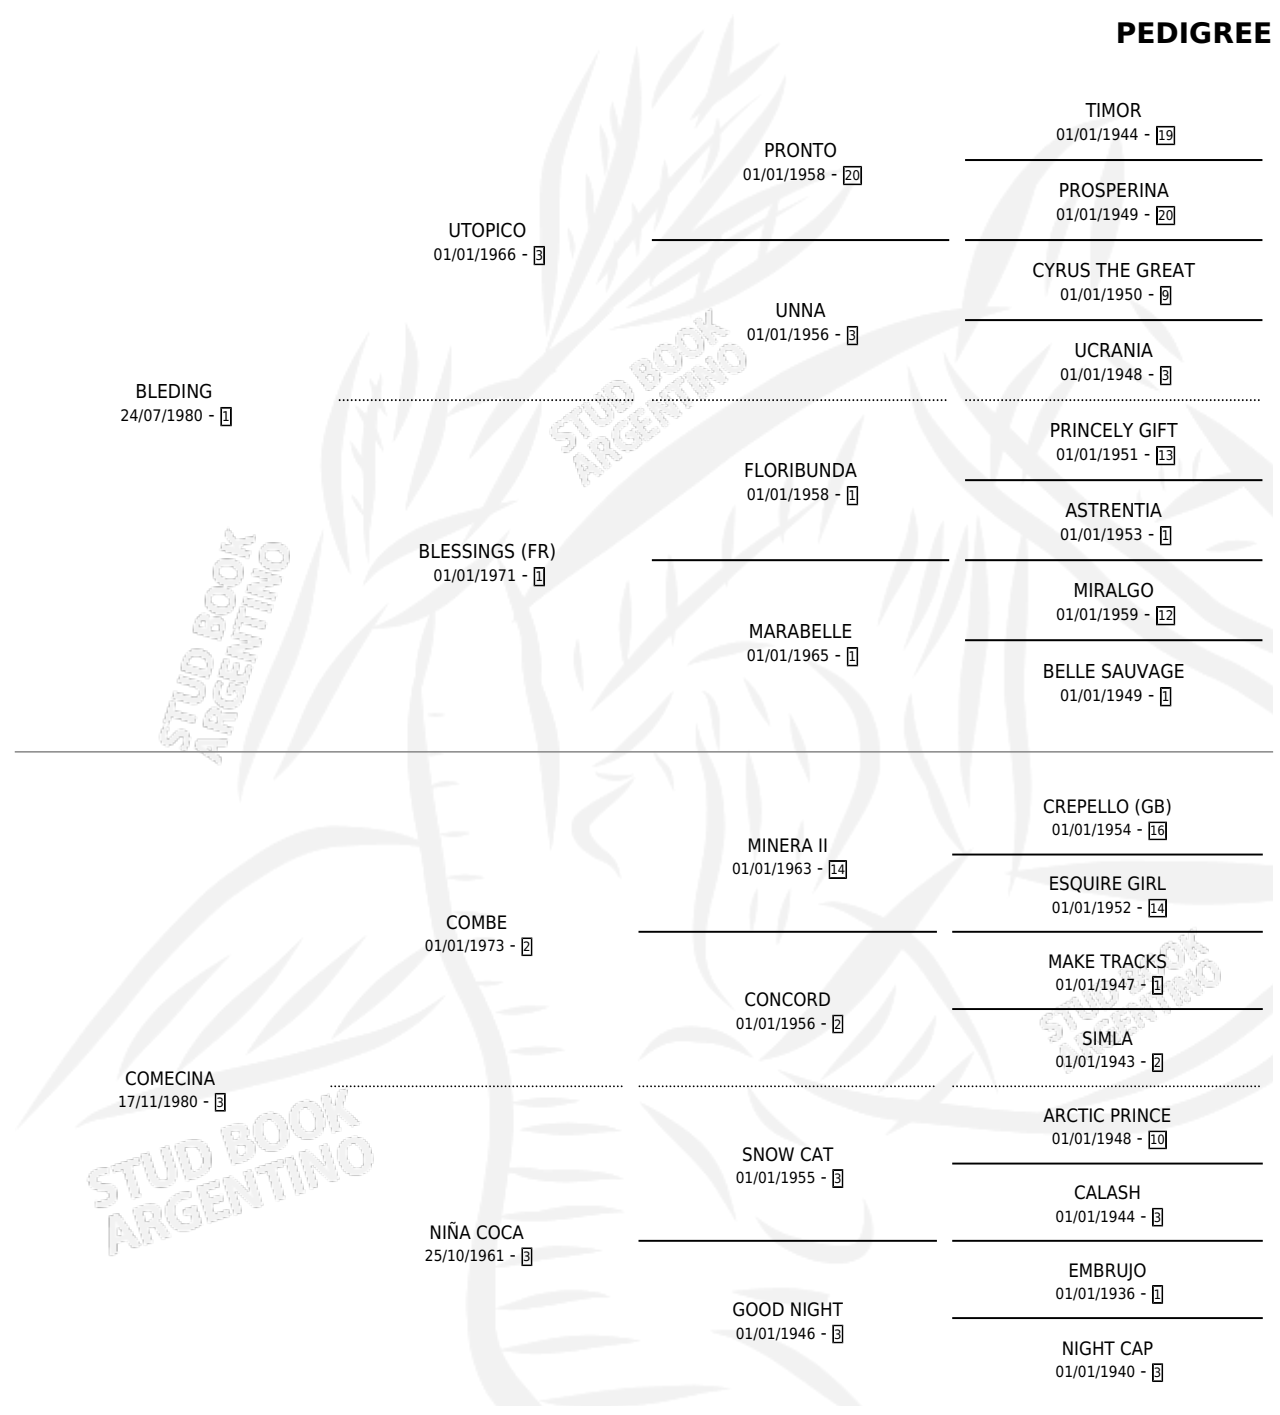 PEDIGREE
TIMOR
01/01/1944 - 19
PRONTO
01/01/1958 - 20
PROSPERINA
01/01/1949 - 20
UTOPICO
01/01/1966 - 3
CYRUS THE GREAT
01/01/1950 - 9
UNNA
01/01/1956 - 3
UCRANIA
01/01/1948 - 3
BLEDING
24/07/1980 - 1
PRINCELY GIFT
01/01/1951 - 13
FLORIBUNDA
01/01/1958 - 1
ASTRENTIA
01/01/1953 - 1
BLESSINGS (FR)
01/01/1971 - 1
MIRALGO
01/01/1959 - 12
MARABELLE
01/01/1965 - 1
BELLE SAUVAGE
01/01/1949 - 1
CREPELLO (GB)
01/01/1954 - 16
MINERA II
01/01/1963 - 14
ESQUIRE GIRL
01/01/1952 - 14
COMBE
01/01/1973 - 2
MAKE TRACKS
01/01/1947 - 1
CONCORD
01/01/1956 - 2
SIMLA
01/01/1943 - 2
COMECINA
17/11/1980 - 3
ARCTIC PRINCE
01/01/1948 - 10
SNOW CAT
01/01/1955 - 3
CALASH
01/01/1944 - 3
NIÑA COCA
25/10/1961 - 3
EMBRUJO
01/01/1936 - 1
GOOD NIGHT
01/01/1946 - 3
NIGHT CAP
01/01/1940 - 3
STUD BOOK
ARGENTINO
STUD BOOK
ARGENTINO
STUD BOOK
ARGENTINO
STUD BOOK
ARGENTINO